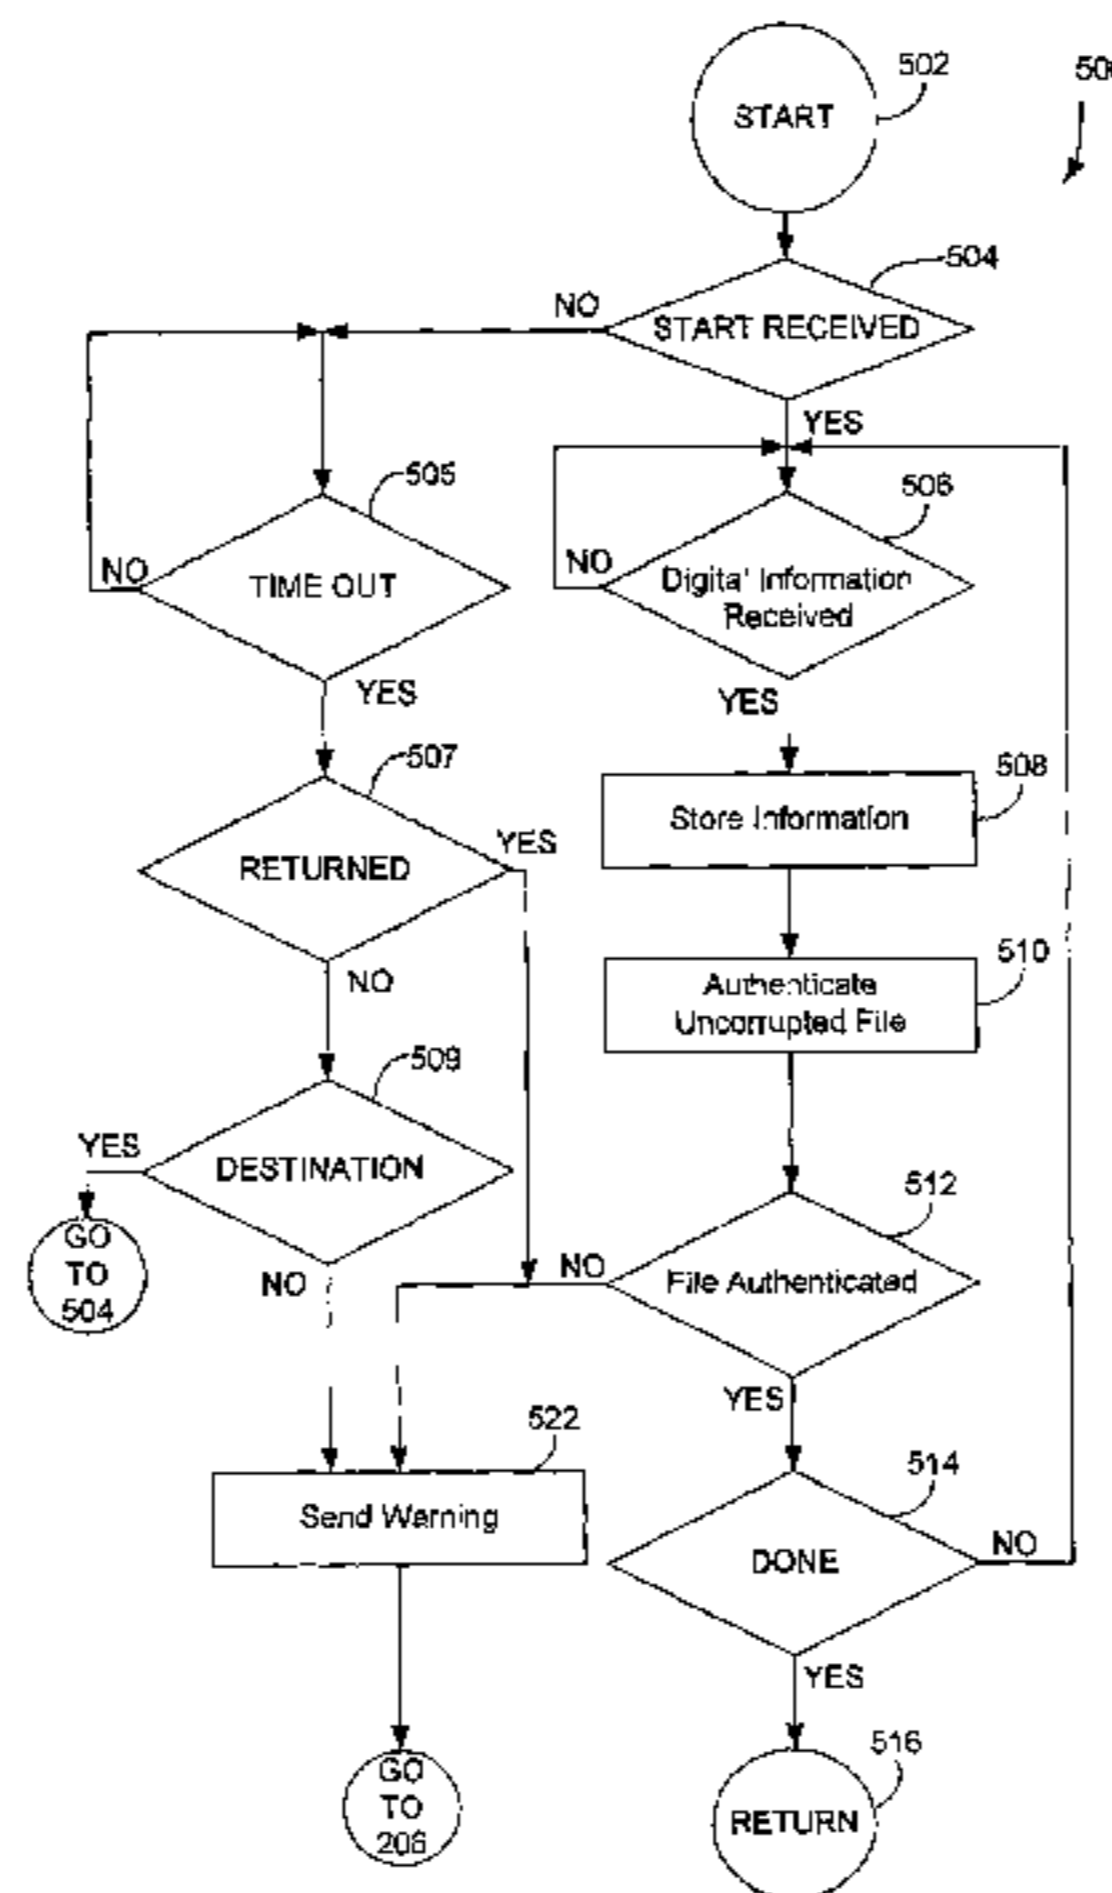 502
START
504
NO
START RECEIVED
YES
505
506
NO
TIME OUT
NO
Digital Information
Received
YES
YES
507
508
RETURNED
YES
Store Information
510
NO
Authenticate
Uncorrupted File
509
YES
DESTINATION
512
GO
TO
504
NO
NO
File Authenticated
YES
522
514
Send Warning
DONE
NO
YES
516
GO
TO
206
RETURN